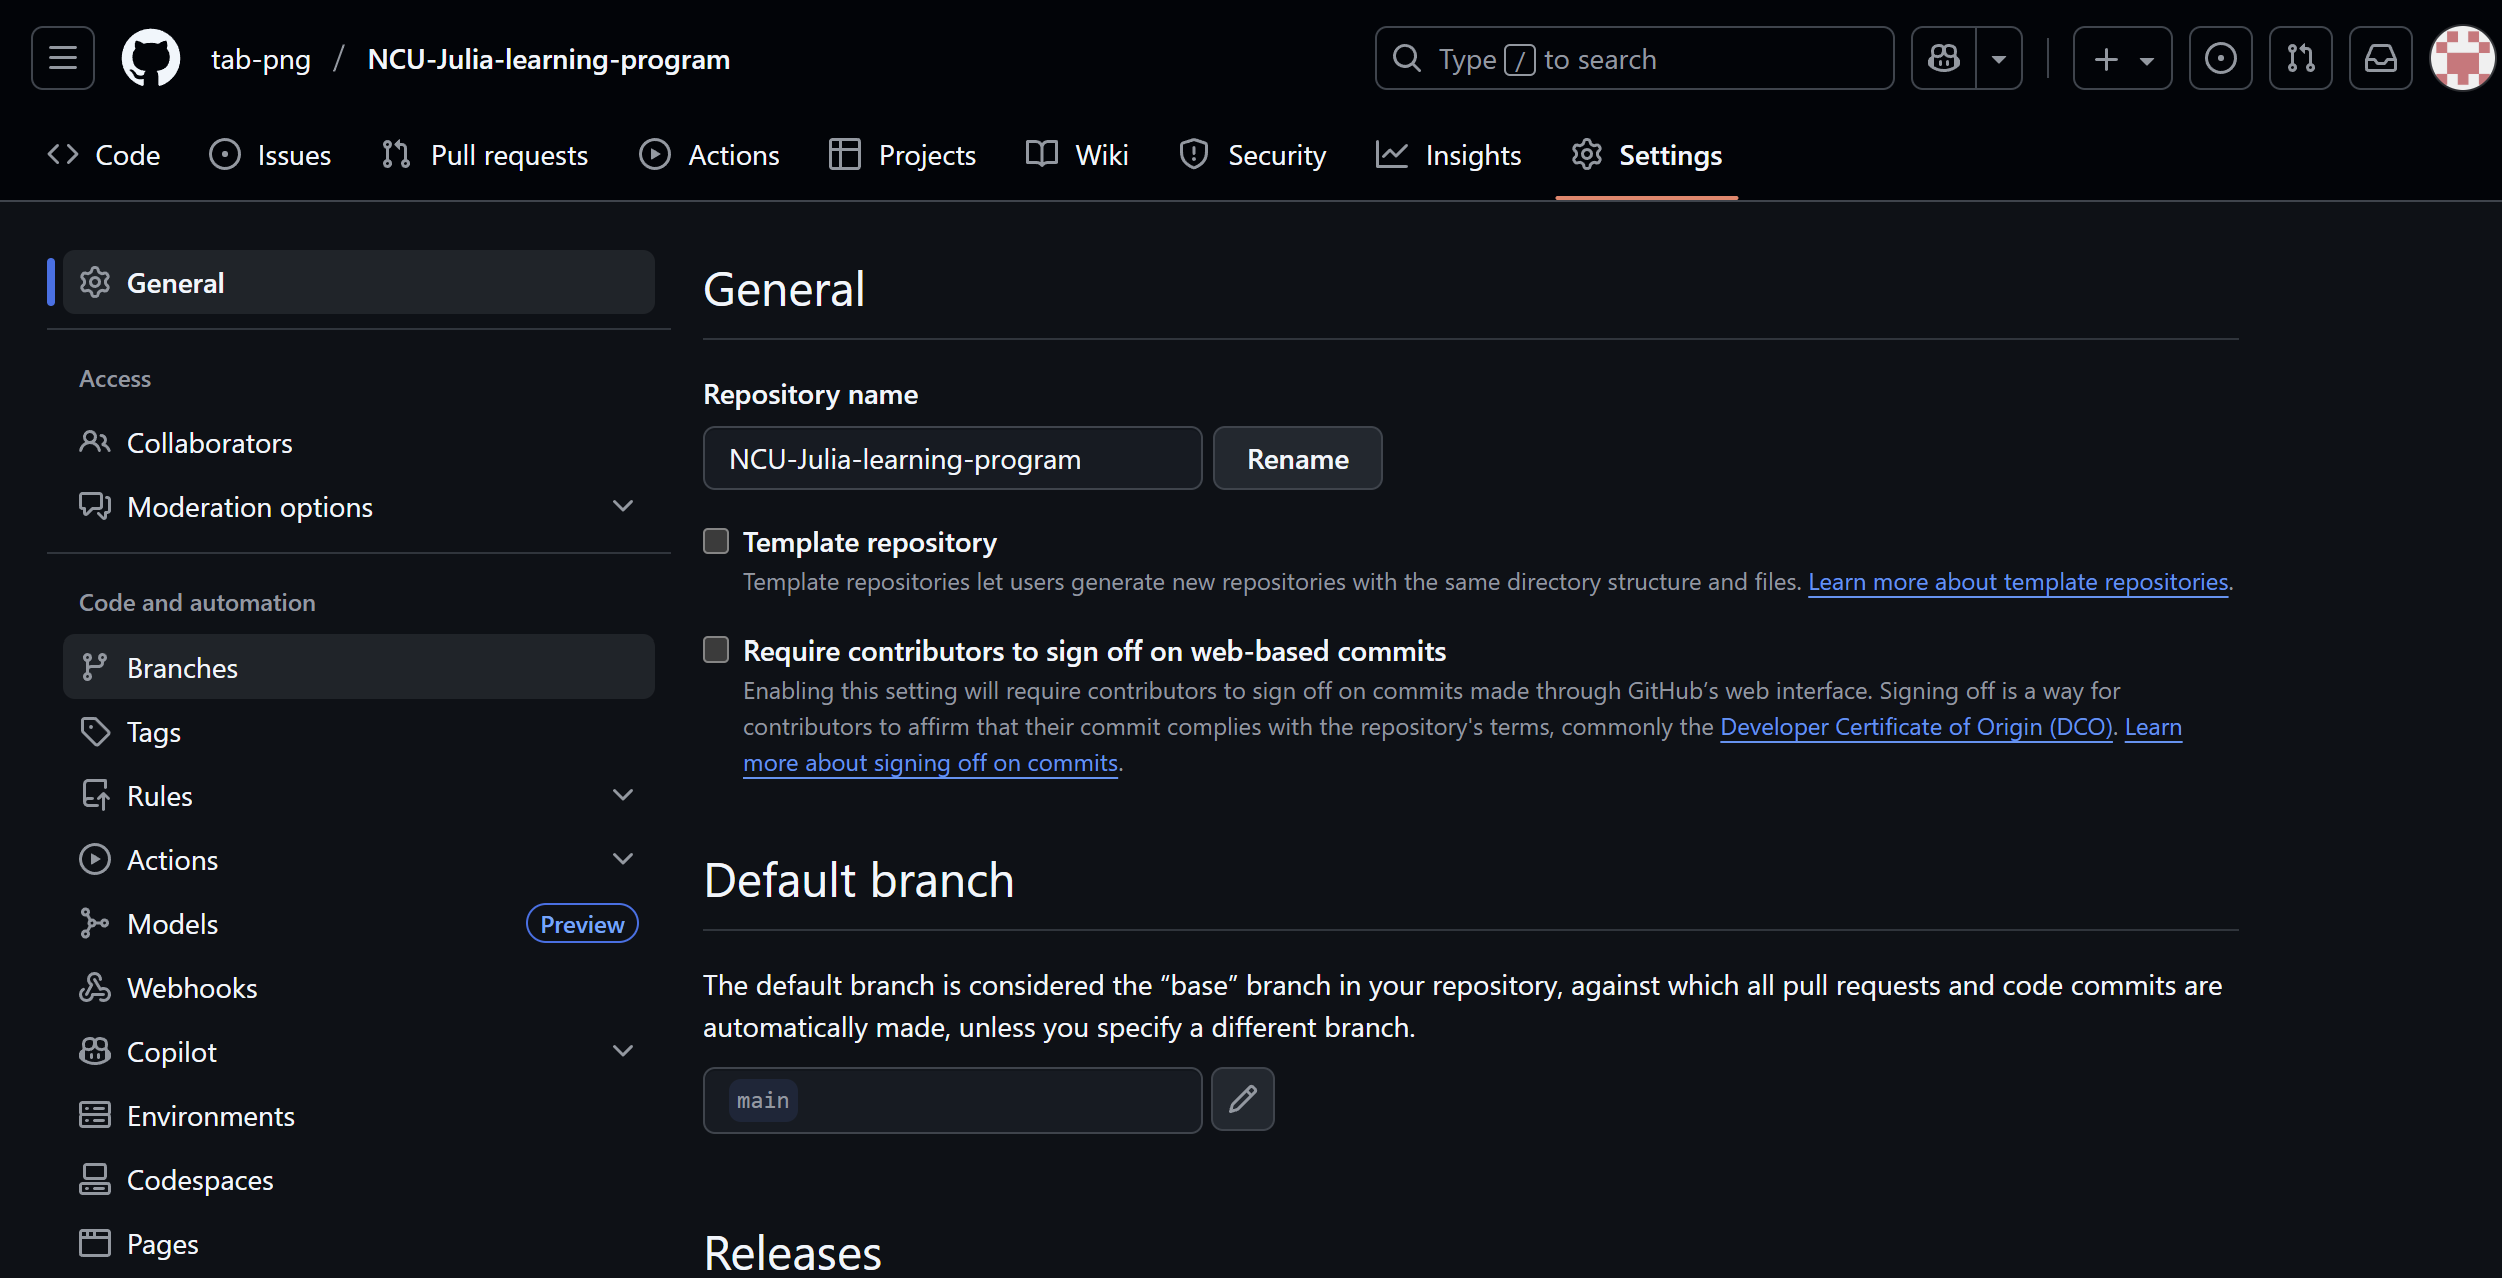 tab-png / NCU-Julia-learning-program
Type / to search
Code
Issues
Pull requests
Actions
Projects
Wiki
Security
Insights
Settings
General
Access
Collaborators
Moderation options
Code and automation
Branches
Tags
Rules
Actions
Models
Preview
Webhooks
Copilot
Environments
Codespaces
Pages
General
Repository name
NCU-Julia-learning-program
Rename
Template repository
Template repositories let users generate new repositories with the same directory structure and files. Learn more about template repositories.
Require contributors to sign off on web-based commits
Enabling this setting will require contributors to sign off on commits made through GitHub’s web interface. Signing off is a way for
contributors to affirm that their commit complies with the repository's terms, commonly the Developer Certificate of Origin (DCO). Learn
more about signing off on commits.
Default branch
The default branch is considered the “base” branch in your repository, against which all pull requests and code commits are
automatically made, unless you specify a different branch.
main
Releases